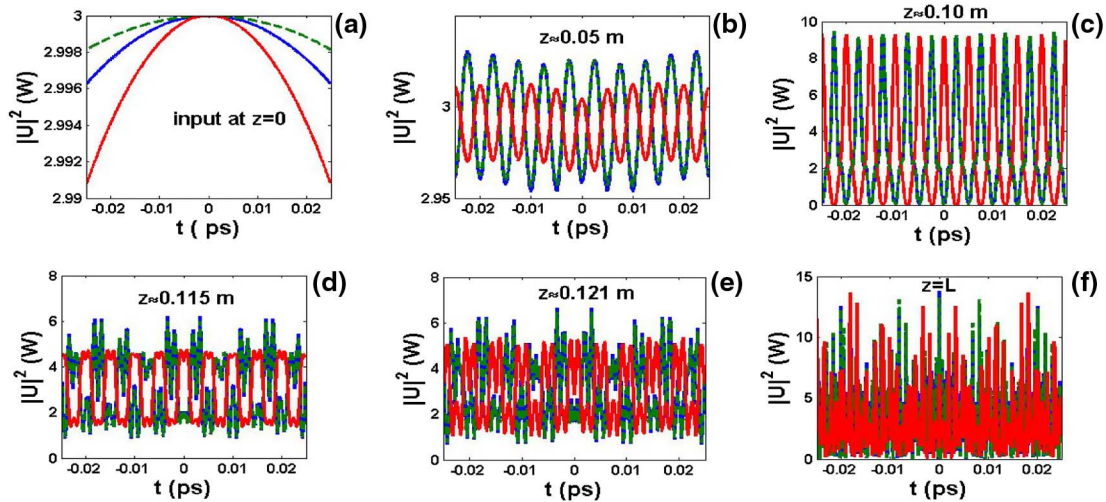 (a)
3
2.998
2.996
2.994
2.992
2.99
|U|² (W)
input at z=0
-0.02 -0.01 0 0.01 0.02
t ( ps)
(b)
z≈0.05 m
3
2.95
|U|² (W)
-0.02 -0.01 0 0.01 0.02
t (ps)
z≈0.10 m
(c)
10
8
6
4
2
0
|U|² (W)
-0.02 -0.01 0 0.01 0.02
t (ps)
(d)
z≈0.115 m
8
6
4
2
0
|U|² (W)
-0.02 -0.01 0 0.01 0.02
t (ps)
(e)
z≈0.121 m
8
6
4
2
0
|U|² (W)
-0.02 -0.01 0 0.01 0.02
t (ps)
(f)
z=L
15
10
5
0
|U|² (W)
-0.02 -0.01 0 0.01 0.02
t (ps)